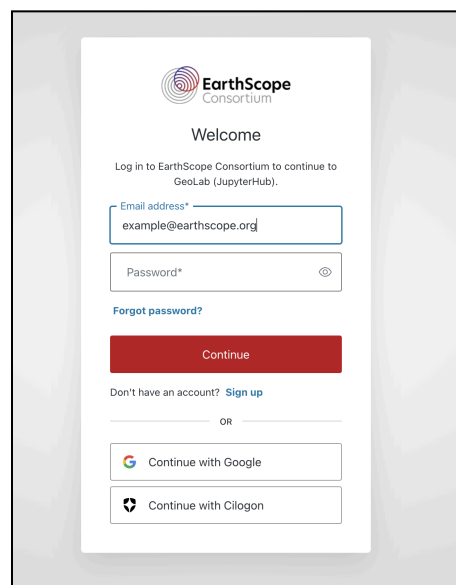 EarthScope
Consortium
Welcome
Log in to EarthScope Consortium to continue to
GeoLab (JupyterHub).
Email address*
example@earthscope.org
Password*
Forgot password?
Continue
Don't have an account? Sign up
OR
Continue with Google
Continue with Cilogon